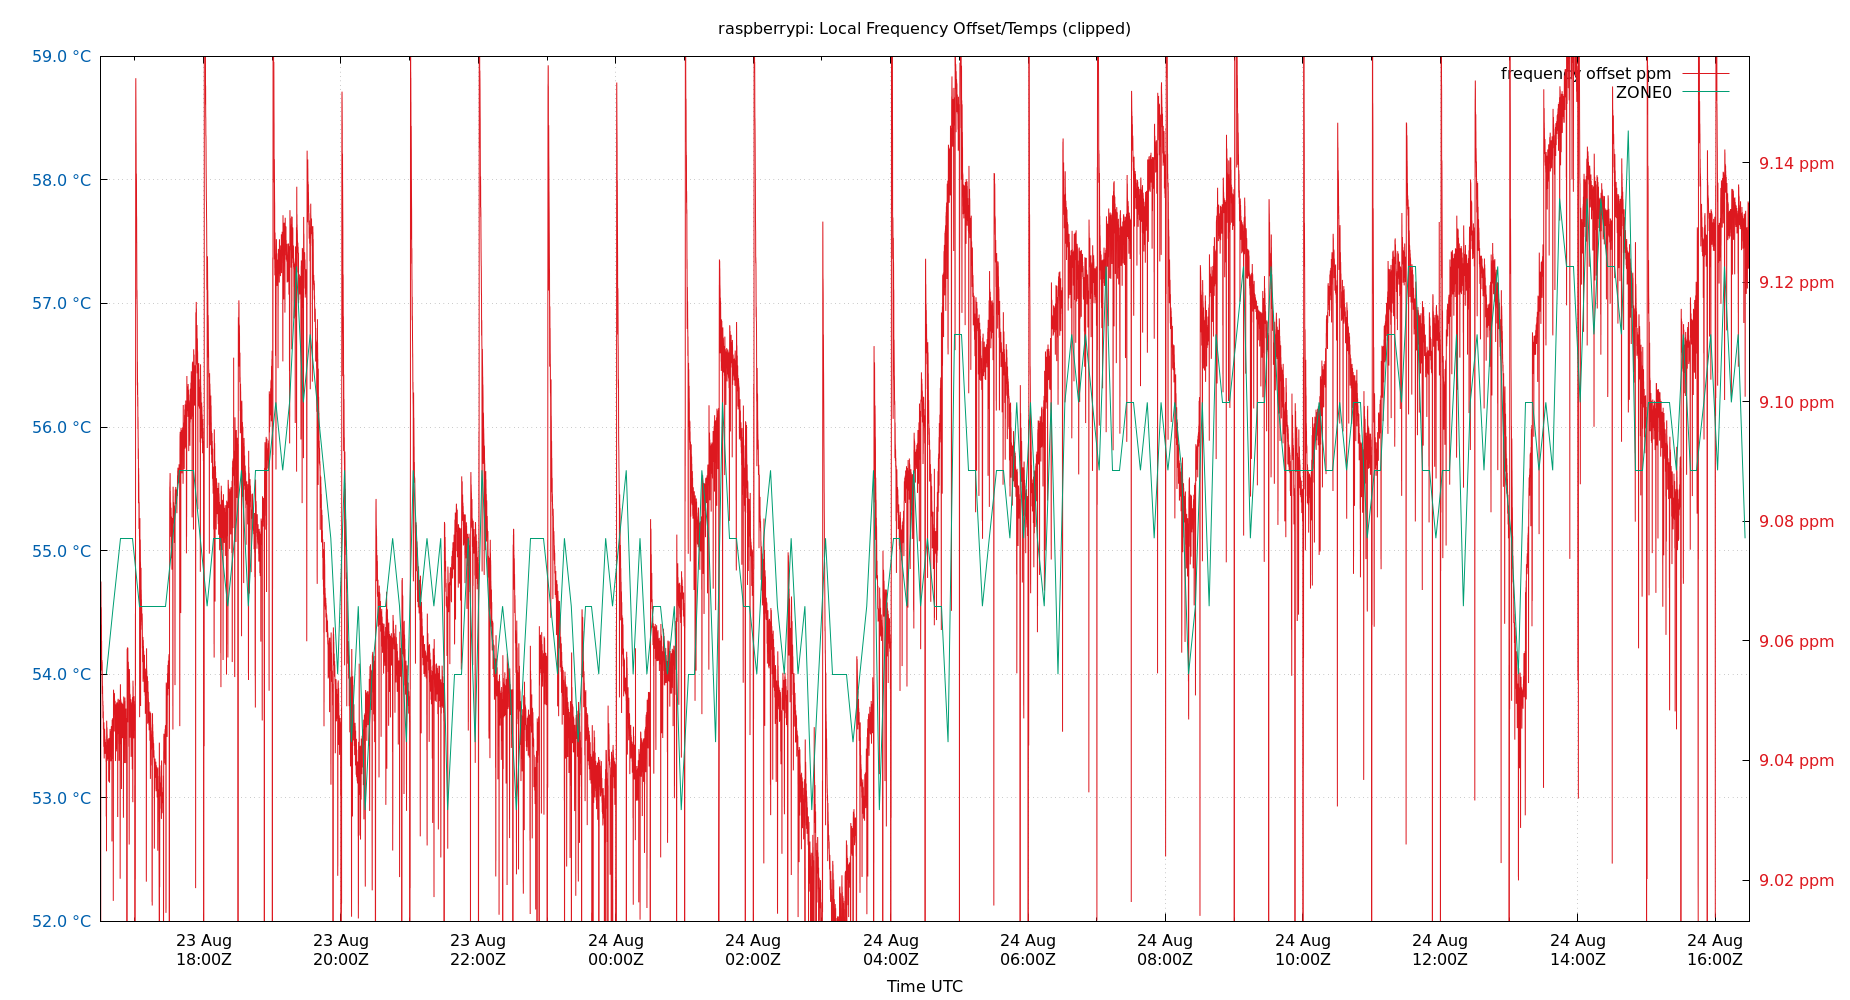 raspberrypi: Local Frequency Offset/Temps (clipped)
frequency offset ppm
ZONE0
59.0 °C
58.0 °C
57.0 °C
56.0 °C
55.0 °C
54.0 °C
53.0 °C
52.0 °C
9.14 ppm
9.12 ppm
9.10 ppm
9.08 ppm
9.06 ppm
9.04 ppm
9.02 ppm
23 Aug 23 Aug 23 Aug 24 Aug 24 Aug 24 Aug 24 Aug 24 Aug 24 Aug 24 Aug 24 Aug 24 Aug
18:00Z 20:00Z 22:00Z 00:00Z 02:00Z 04:00Z 06:00Z 08:00Z 10:00Z 12:00Z 14:00Z 16:00Z
Time UTC